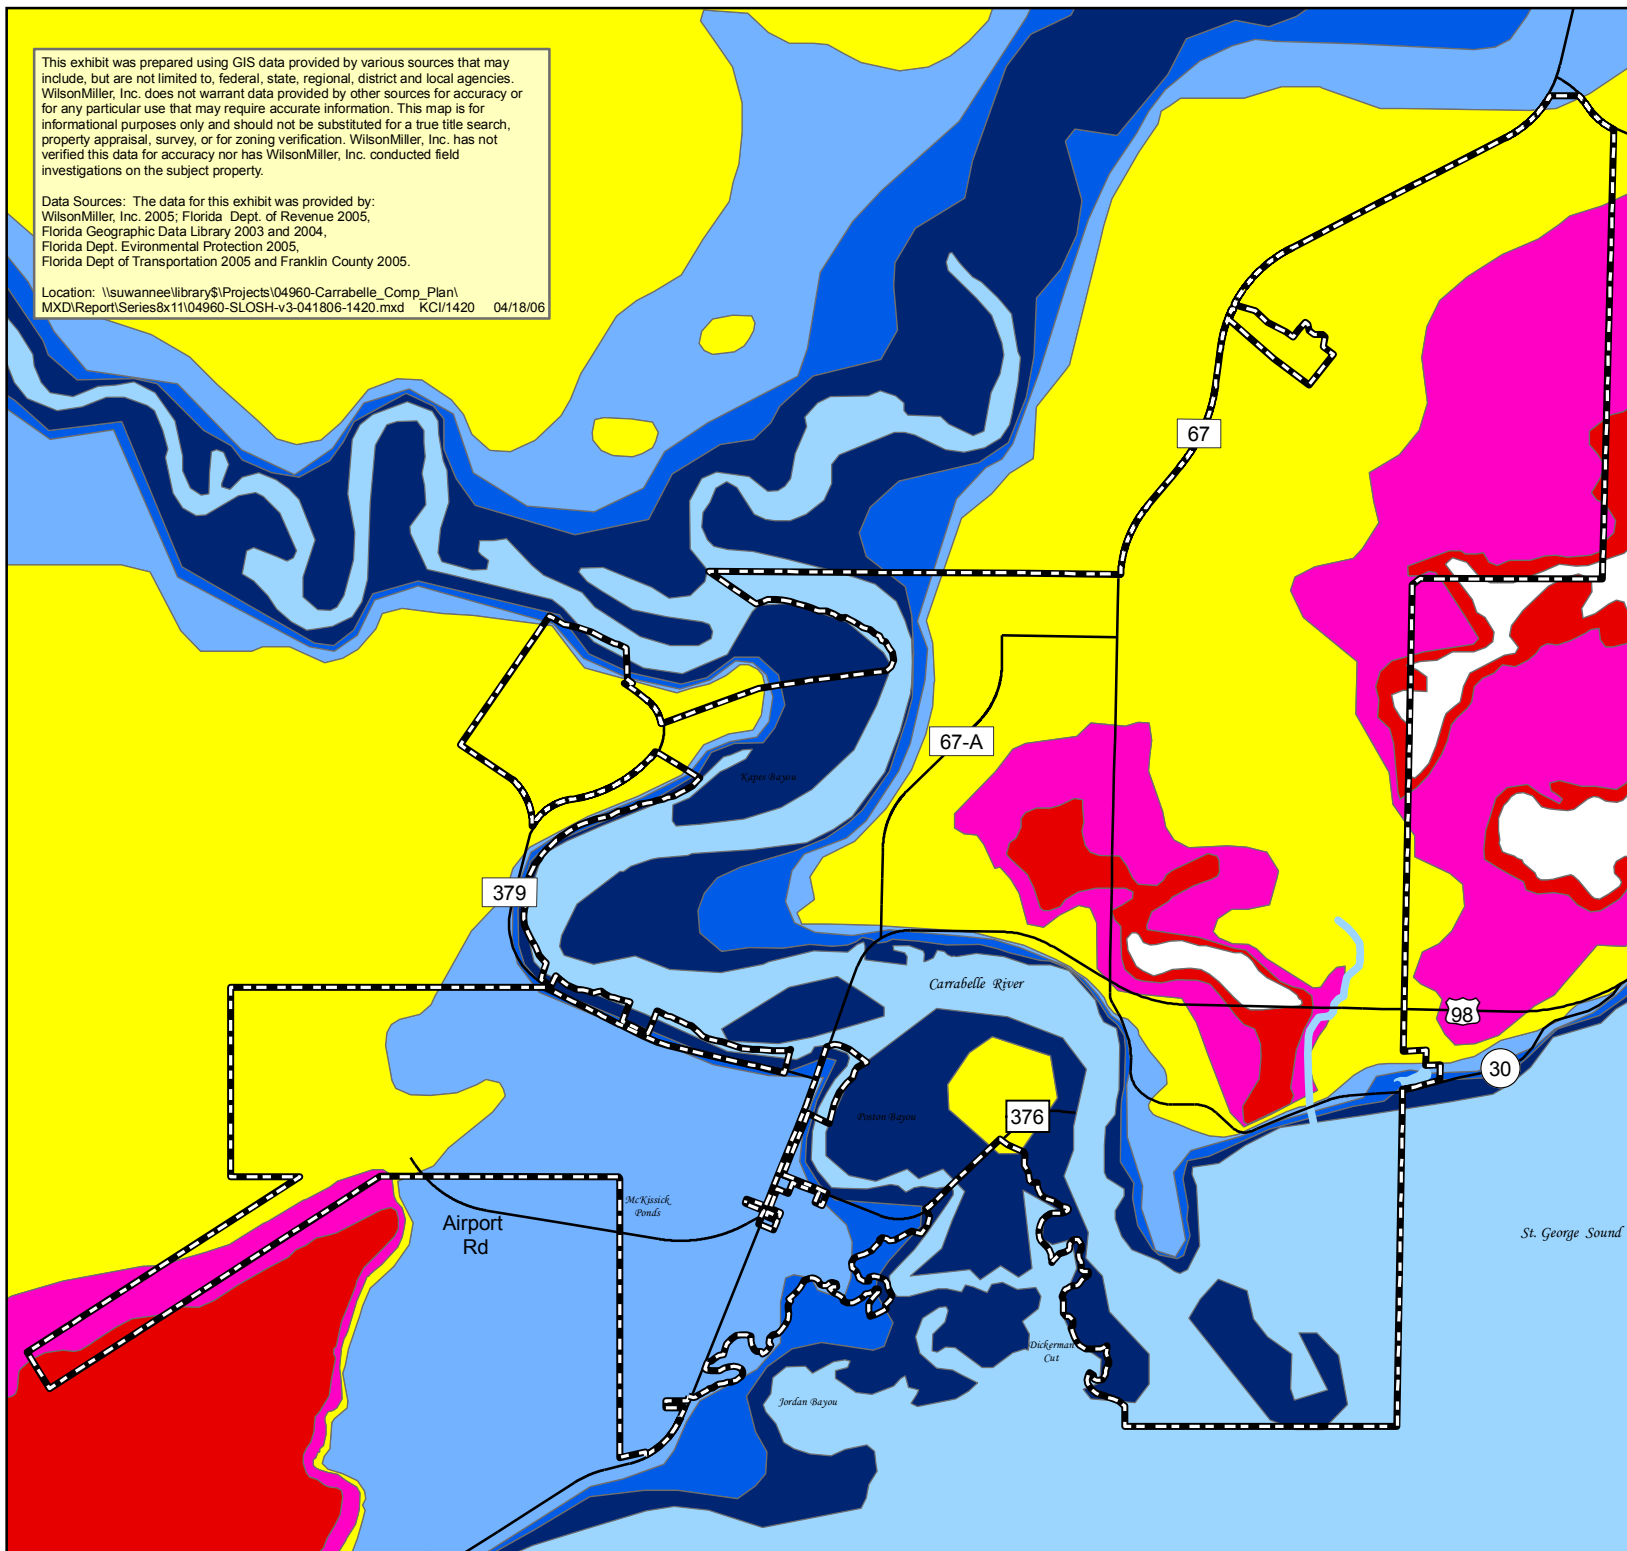 This exhibit was prepared using GIS data provided by various sources that may
include, but are not limited to, federal, state, regional, district and local agencies.
WilsonMiller, Inc. does not warrant data provided by other sources for accuracy or
for any particular use that may require accurate information. This map is for
informational purposes only and should not be substituted for a true title search,
property appraisal, survey, or for zoning verification. WilsonMiller, Inc. has not
verified this data for accuracy nor has WilsonMiller, Inc. conducted field
investigations on the subject property.
Data Sources: The data for this exhibit was provided by:
WilsonMiller, Inc. 2005; Florida Dept. of Revenue 2005,
Florida Geographic Data Library 2003 and 2004,
Florida Dept. Evironmental Protection 2005,
Florida Dept of Transportation 2005 and Franklin County 2005.
Location: \\suwannee\library$\Projects\04960-Carrabelle_Comp_Plan\
MXD\Report\Series8x11\04960-SLOSH-v3-041806-1420.mxd KCI/1420 04/18/06
67
67-A
Kapes Bayou
379
Carrabelle River
98
30
Poston Bayou
376
McKissick
Ponds
Airport
Rd
St. George Sound
Dickerman
Cut
Jordan Bayou